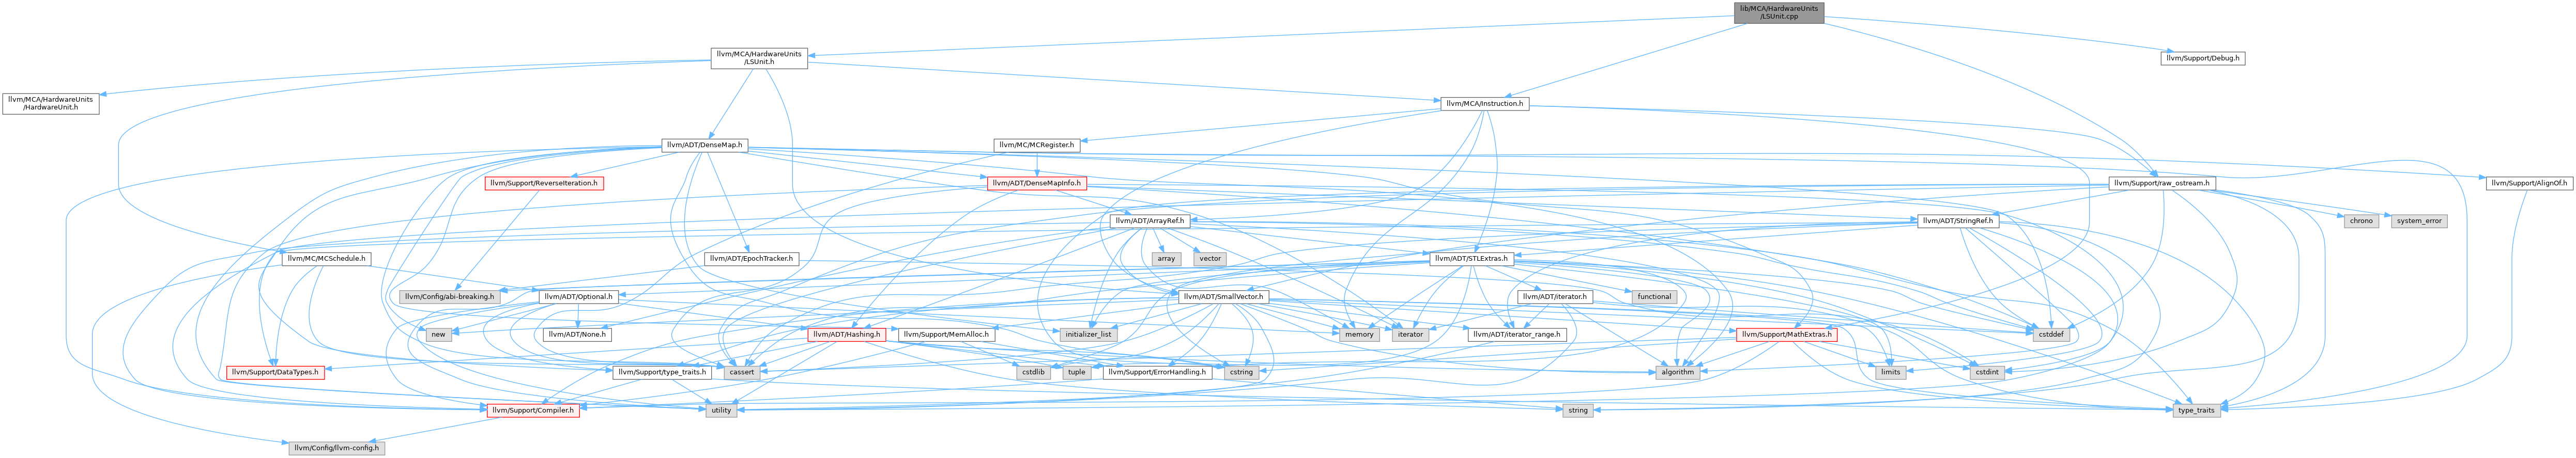 lib/MCA/HardwareUnits
/LSUnit.cpp
llvm/MCA/HardwareUnits
/LSUnit.h
llvm/Support/Debug.h
llvm/MCA/HardwareUnits
/HardwareUnit.h
llvm/MCA/Instruction.h
llvm/ADT/DenseMap.h
llvm/MC/MCRegister.h
llvm/Support/ReverseIteration.h
llvm/ADT/DenseMapInfo.h
llvm/Support/raw_ostream.h
llvm/Support/AlignOf.h
llvm/ADT/ArrayRef.h
llvm/ADT/StringRef.h
chrono
system_error
llvm/MC/MCSchedule.h
llvm/ADT/EpochTracker.h
array
vector
llvm/ADT/STLExtras.h
llvm/Config/abi-breaking.h
llvm/ADT/Optional.h
llvm/ADT/SmallVector.h
llvm/ADT/iterator.h
functional
new
llvm/ADT/None.h
llvm/ADT/Hashing.h
llvm/Support/MemAlloc.h
initializer_list
memory
iterator
llvm/ADT/iterator_range.h
llvm/Support/MathExtras.h
cstddef
llvm/Support/DataTypes.h
llvm/Support/type_traits.h
cassert
cstdlib
tuple
llvm/Support/ErrorHandling.h
cstring
algorithm
limits
cstdint
llvm/Support/Compiler.h
utility
string
type_traits
llvm/Config/llvm-config.h